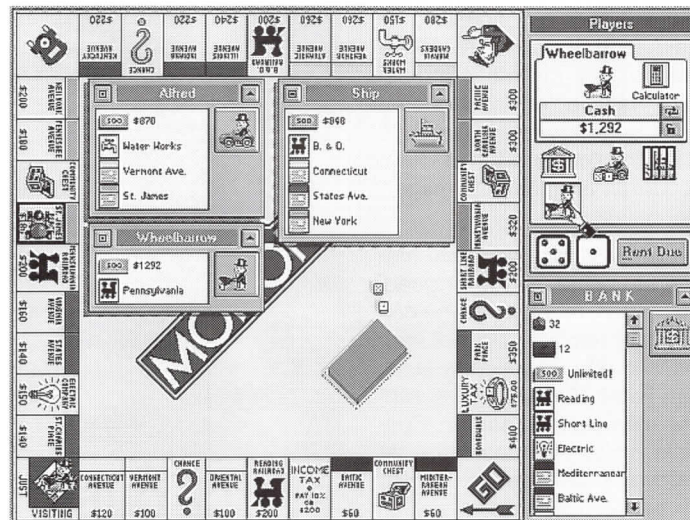 $220
$220
$240
$200
$260
$260
$150
$280
KENTUCKY
AVENUE
CHANCE
INDIANA
AVENUE
ILLINOIS
AVENUE
B. & O.
RAILROAD
ATLANTIC
AVENUE
VENTNOR
AVENUE
WATER
WORKS
MARVIN
GARDENS
$200
NEW YORK
AVENUE
$180
TENNESSEE
AVENUE
COMMUNITY
CHEST
ST. JAMES
$200
PENNSYLVANIA
RAILROAD
$160
VIRGINIA
AVENUE
$140
STATES
AVENUE
$150
ELECTRIC
COMPANY
$140
ST. CHARLES
PLACE
Alfred
500 $870
Water Works
Vermont Ave.
St. James
Ship
500
B. & O.
Connecticut
States Ave.
New York
Wheelbarrow
500 $1292
Pennsylvania
MONO
PACIFIC
AVENUE
$300
NORTH
CAROLINA
AVENUE
$300
COMMUNITY
CHEST
PENNSYLVANIA
AVENUE
$320
SHORT LINE
RAILROAD
$200
CHANCE
PARK
PLACE
$350
LUXURY
TAX
$75.00
BOARDWALK
$400
JUST
VISITING
CONNECTICUT
AVENUE
$120
VERMONT
AVENUE
$100
CHANCE
ORIENTAL
AVENUE
$100
READING
RAILROAD
$200
INCOME
TAX
PAY 10%
OR
$200
BALTIC
AVENUE
$60
COMMUNITY
CHEST
MEDITER-
RANEAN
AVENUE
$60
GO
Players
Wheelbarrow
Calculator
Cash
$1,292
Rent Due
BANK
32
12
500 Unlimited!
Reading
Short Line
Electric
Mediterranean
Baltic Ave.